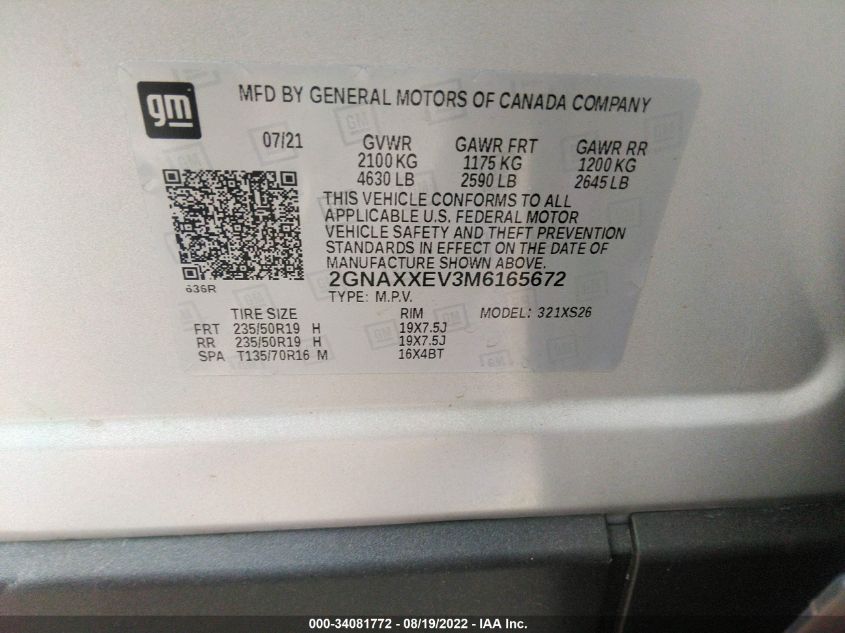 gm
MFD BY GENERAL MOTORS OF CANADA COMPANY
07/21 GVWR GAWR FRT GAWR RR
2100 KG 1175 KG 1200 KG
4630 LB 2590 LB 2645 LB
THIS VEHICLE CONFORMS TO ALL
APPLICABLE U.S. FEDERAL MOTOR
VEHICLE SAFETY AND THEFT PREVENTION
STANDARDS IN EFFECT ON THE DATE OF
MANUFACTURE SHOWN ABOVE.
636R
2GNAXXEV3M6165672
TYPE: M.P.V.
TIRE SIZE RIM MODEL: 321XS26
FRT 235/50R19 H 19X7.5J
RR 235/50R19 H 19X7.5J
SPA T135/70R16 M 16X4BT
000-34081772 - 08/19/2022 - IAA Inc.